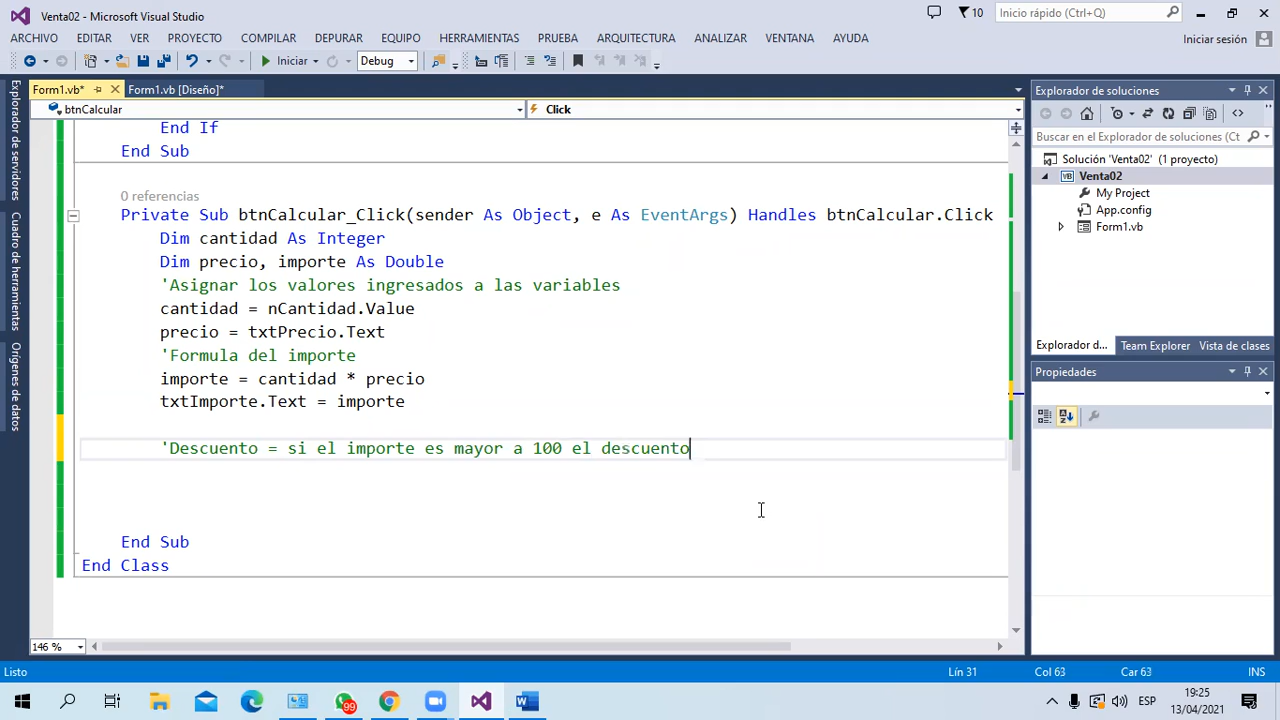 Venta02 - Microsoft Visual Studio
10
Inicio rápido (Ctrl+Q)
ARCHIVO EDITAR VER PROYECTO COMPILAR DEPURAR EQUIPO HERRAMIENTAS PRUEBA ARQUITECTURA ANALIZAR VENTANA AYUDA
Iniciar sesión
Iniciar
Debug
Form1.vb*
Form1.vb [Diseño]*
btnCalcular
Click
Explorador de servidores
Cuadro de herramientas
Orígenes de datos
End If
End Sub
0 referencias
Private Sub btnCalcular_Click(sender As Object, e As EventArgs) Handles btnCalcular.Click
Dim cantidad As Integer
Dim precio, importe As Double
'Asignar los valores ingresados a las variables
cantidad = nCantidad.Value
precio = txtPrecio.Text
'Formula del importe
importe = cantidad * precio
txtImporte.Text = importe
'Descuento = si el importe es mayor a 100 el descuento
End Sub
End Class
146 %
Explorador de soluciones
Buscar en el Explorador de soluciones (Ct
Solución 'Venta02' (1 proyecto)
VB Venta02
My Project
App.config
Form1.vb
Explorador d... Team Explorer Vista de clases
Propiedades
Listo
Lín 31
Col 63
Car 63
INS
99
ESP
19:25
13/04/2021